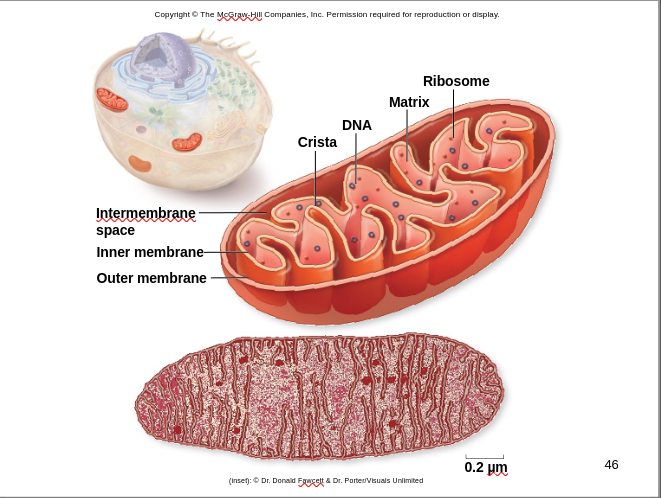 Copyright © The McGraw-Hill Companies, Inc. Permission required for reproduction or display.
Ribosome
Matrix
DNA
Crista
Intermembrane
space
Inner membrane
Outer membrane
0.2 µm
46
(inset): © Dr. Donald Fawcett & Dr. Porter/Visuals Unlimited